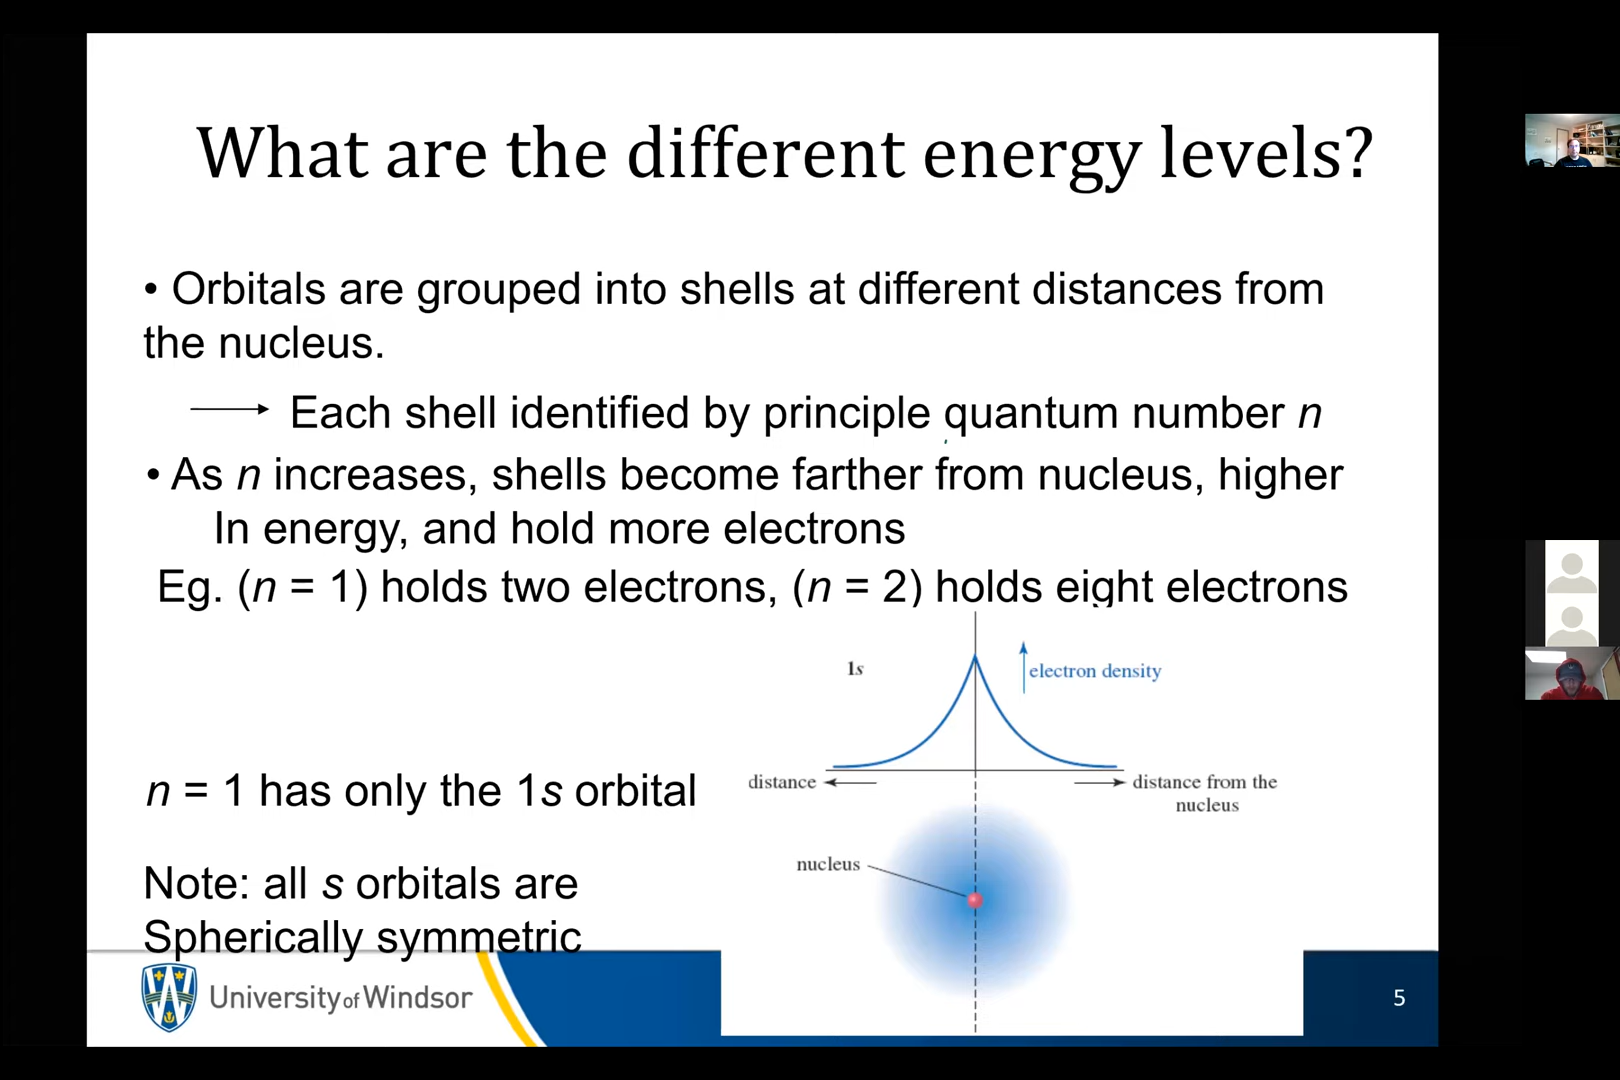 What are the different energy levels?
• Orbitals are grouped into shells at different distances from
the nucleus.
Each shell identified by principle quantum number n
• As n increases, shells become farther from nucleus, higher
In energy, and hold more electrons
Eg. (n = 1) holds two electrons, (n = 2) holds eight electrons
1s
electron density
distance
distance from the
nucleus
n = 1 has only the 1s orbital
nucleus
Note: all s orbitals are
Spherically symmetric
University of Windsor
5